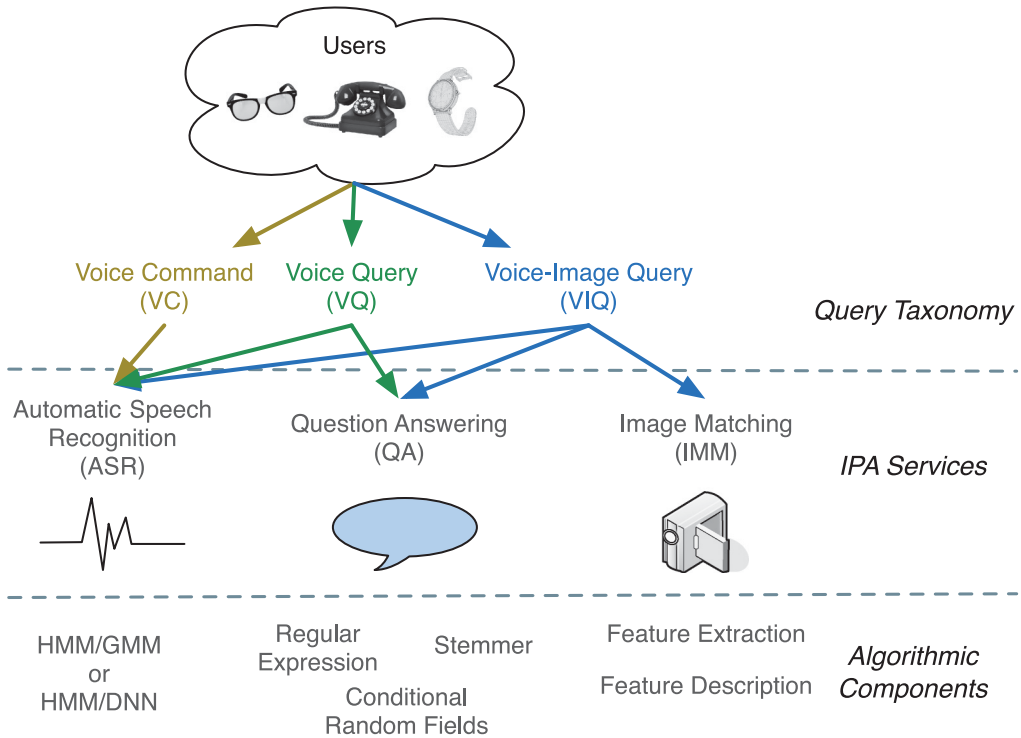 Users
Voice Command
(VC)
Voice Query
(VQ)
Voice-Image Query
(VIQ)
Query Taxonomy
Automatic Speech
Recognition
(ASR)
Question Answering
(QA)
Image Matching
(IMM)
IPA Services
HMM/GMM
or
HMM/DNN
Regular
Expression
Stemmer
Conditional
Random Fields
Feature Extraction
Feature Description
Algorithmic
Components